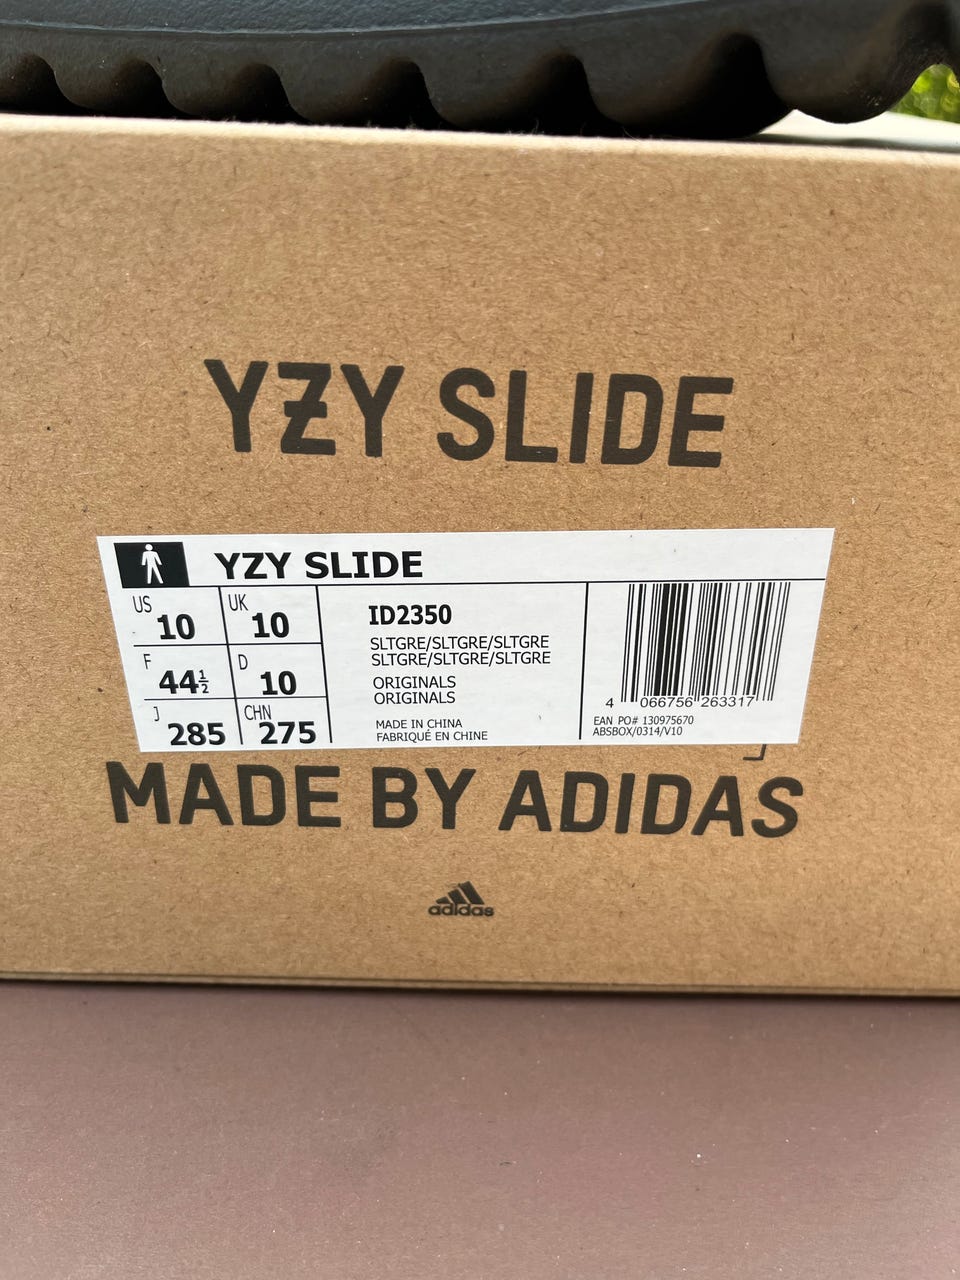 YZY SLIDE
YZY SLIDE
US 10 UK 10
F 44½ D 10
J 285 CHN 275
ID2350
SLTGRE/SLTGRE/SLTGRE
SLTGRE/SLTGRE/SLTGRE
ORIGINALS
ORIGINALS
MADE IN CHINA
FABRIQUÉ EN CHINE
4 066756 263317
EAN PO# 130975670
ABSBOX/0314/V10
MADE BY ADIDAS
adidas